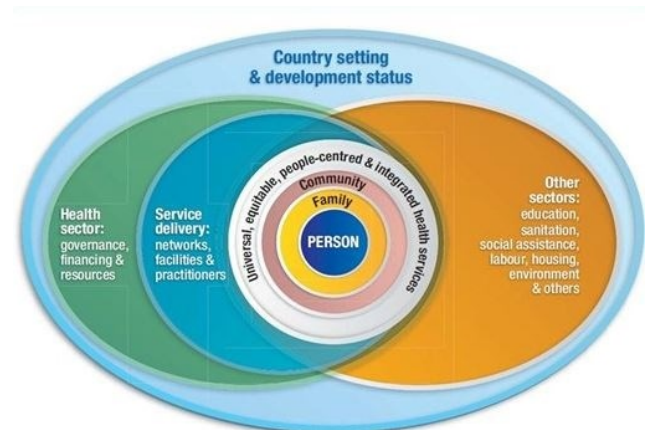 Country setting
& development status
Health
sector:
governance,
financing &
resources
Service
delivery:
networks,
facilities &
practitioners
Universal, equitable, people-centred & integrated health services
Community
Family
PERSON
Other
sectors:
education,
sanitation,
social assistance,
labour, housing,
environment
& others